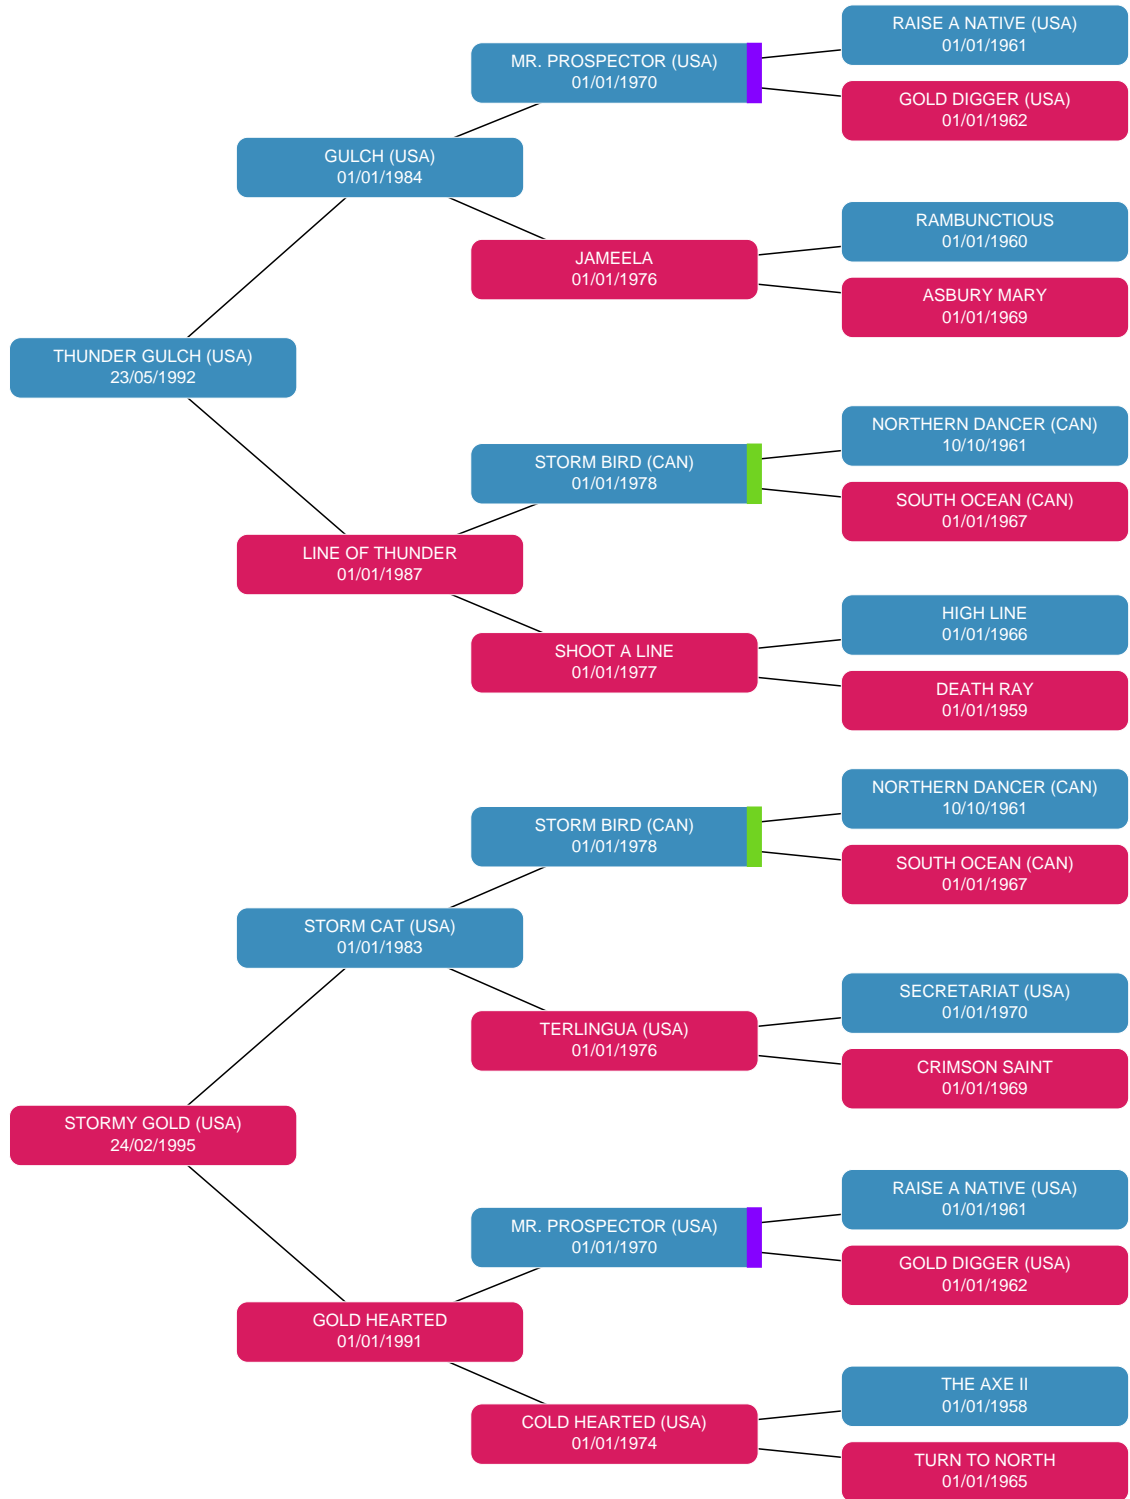 RAISE A NATIVE (USA)
01/01/1961
MR. PROSPECTOR (USA)
01/01/1970
GOLD DIGGER (USA)
01/01/1962
GULCH (USA)
01/01/1984
RAMBUNCTIOUS
01/01/1960
JAMEELA
01/01/1976
ASBURY MARY
01/01/1969
THUNDER GULCH (USA)
23/05/1992
NORTHERN DANCER (CAN)
10/10/1961
STORM BIRD (CAN)
01/01/1978
SOUTH OCEAN (CAN)
01/01/1967
LINE OF THUNDER
01/01/1987
HIGH LINE
01/01/1966
SHOOT A LINE
01/01/1977
DEATH RAY
01/01/1959
NORTHERN DANCER (CAN)
10/10/1961
STORM BIRD (CAN)
01/01/1978
SOUTH OCEAN (CAN)
01/01/1967
STORM CAT (USA)
01/01/1983
SECRETARIAT (USA)
01/01/1970
TERLINGUA (USA)
01/01/1976
CRIMSON SAINT
01/01/1969
STORMY GOLD (USA)
24/02/1995
RAISE A NATIVE (USA)
01/01/1961
MR. PROSPECTOR (USA)
01/01/1970
GOLD DIGGER (USA)
01/01/1962
GOLD HEARTED
01/01/1991
THE AXE II
01/01/1958
COLD HEARTED (USA)
01/01/1974
TURN TO NORTH
01/01/1965